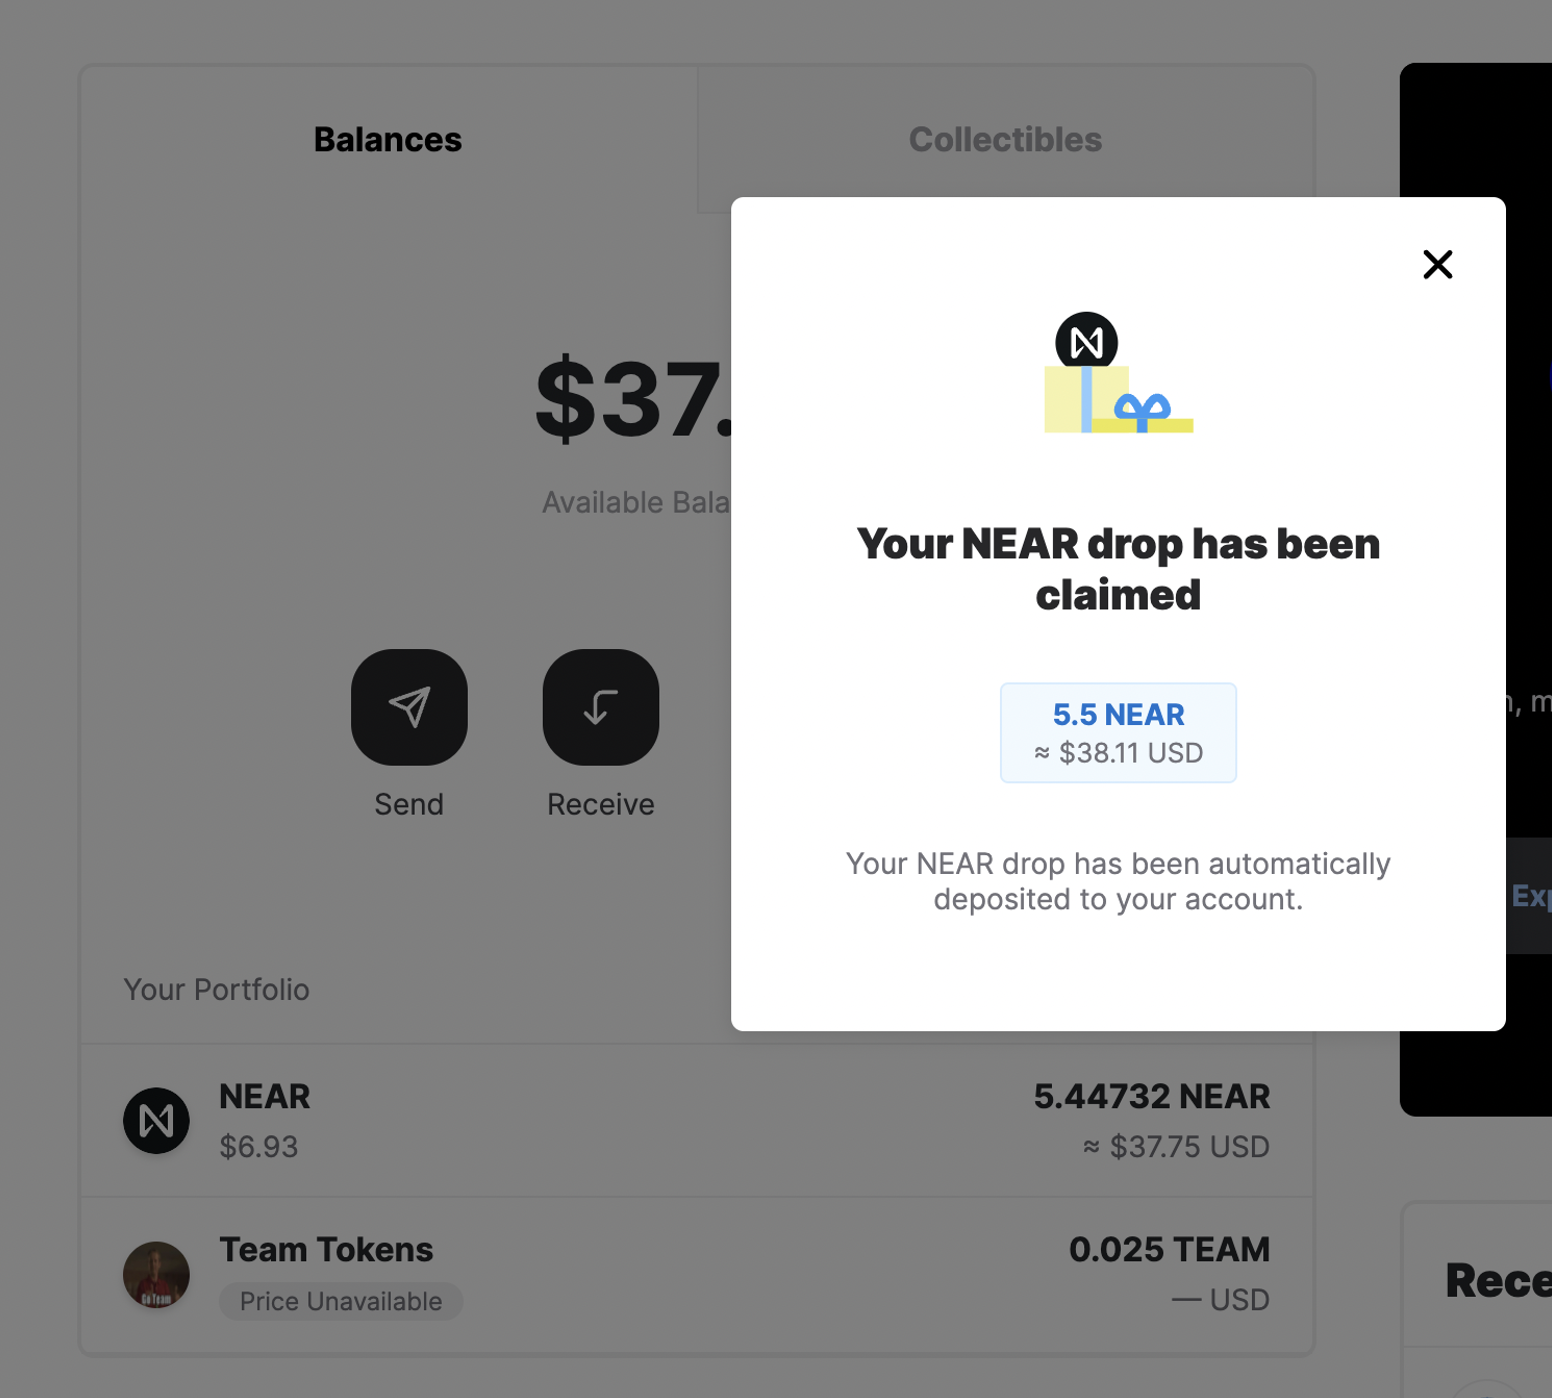 Balances
Collectibles
$37.
Available Bala
Send
Receive
Your NEAR drop has been
claimed
5.5 NEAR
≈ $38.11 USD
Your NEAR drop has been automatically
deposited to your account.
Your Portfolio
NEAR
5.44732 NEAR
$6.93
≈ $37.75 USD
Team Tokens
0.025 TEAM
Price Unavailable
— USD
Go Team
, m
Exp
Rece